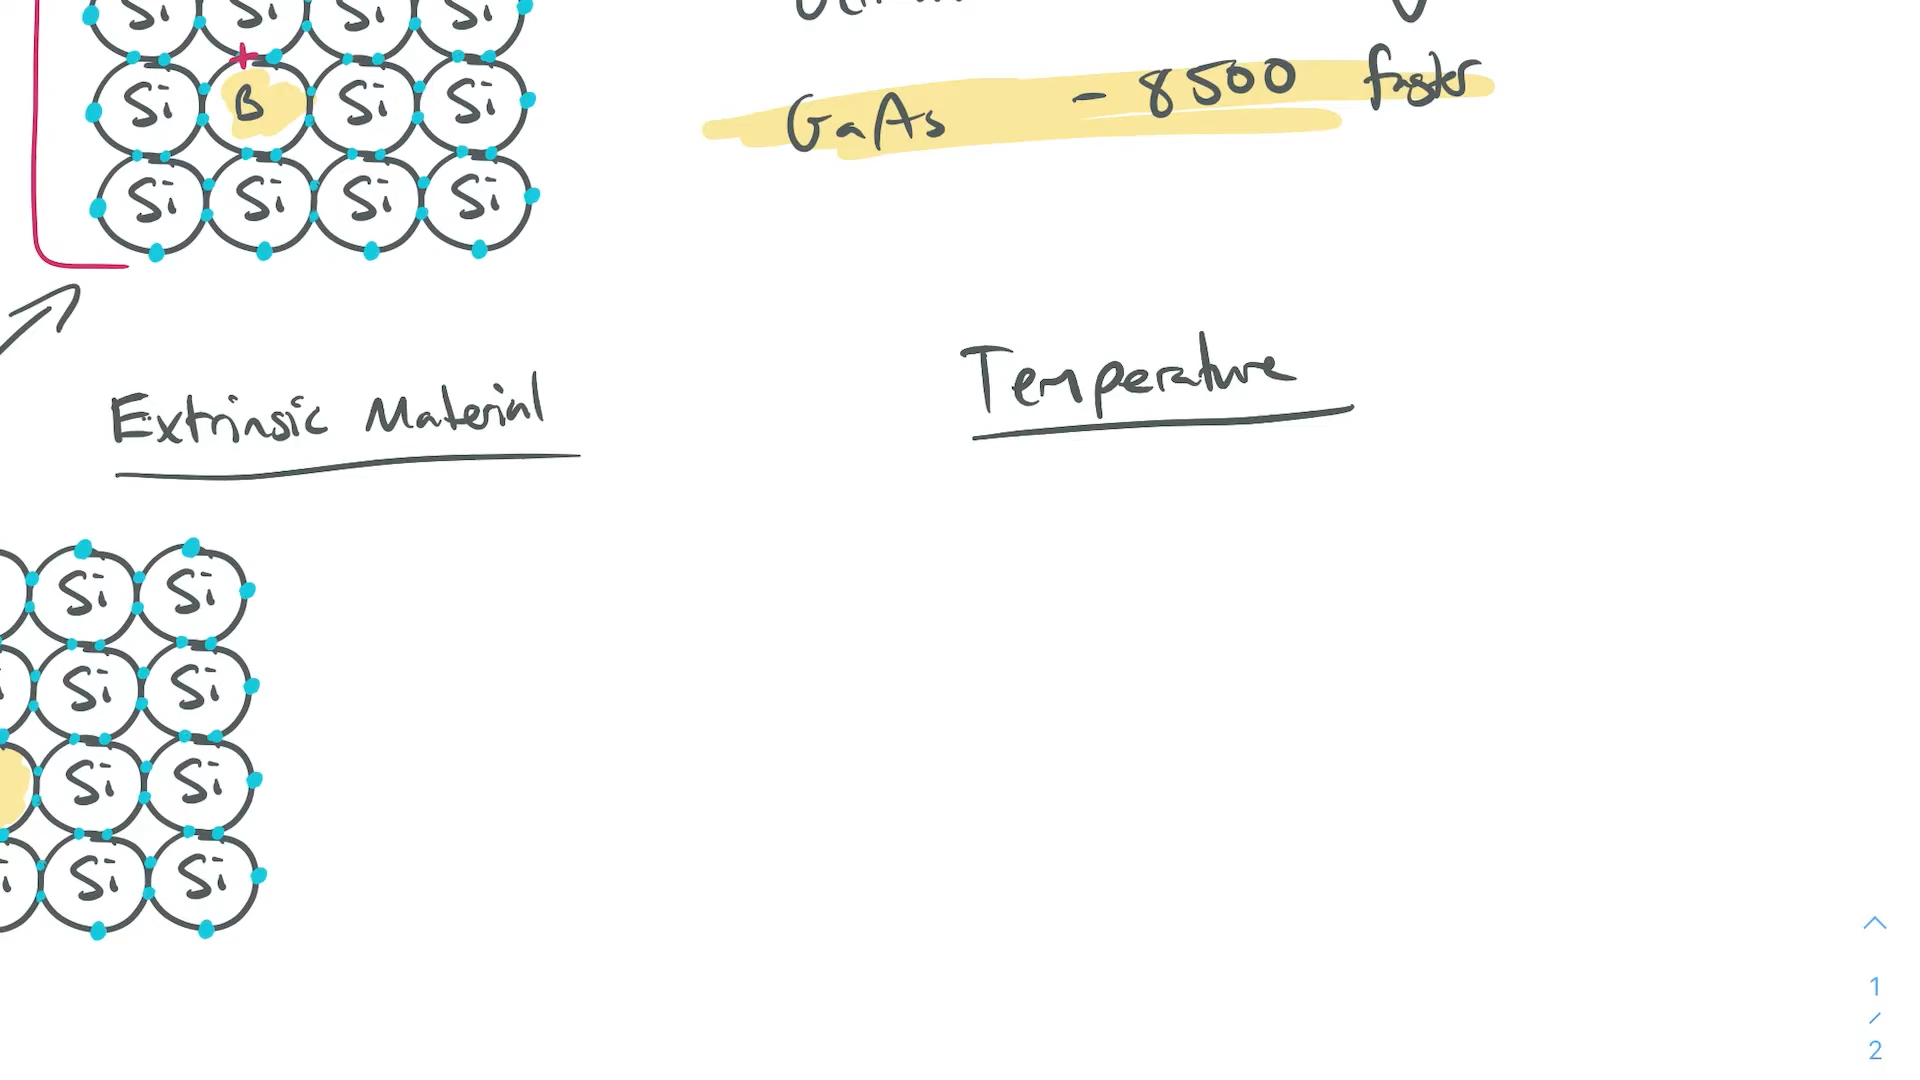 Si Si Si Si
Si B Si Si
Si Si Si Si
GaAs - 8500 faster
Extrinsic Material
Temperature
Si Si
Si Si
Si Si
Si Si
1
/
2